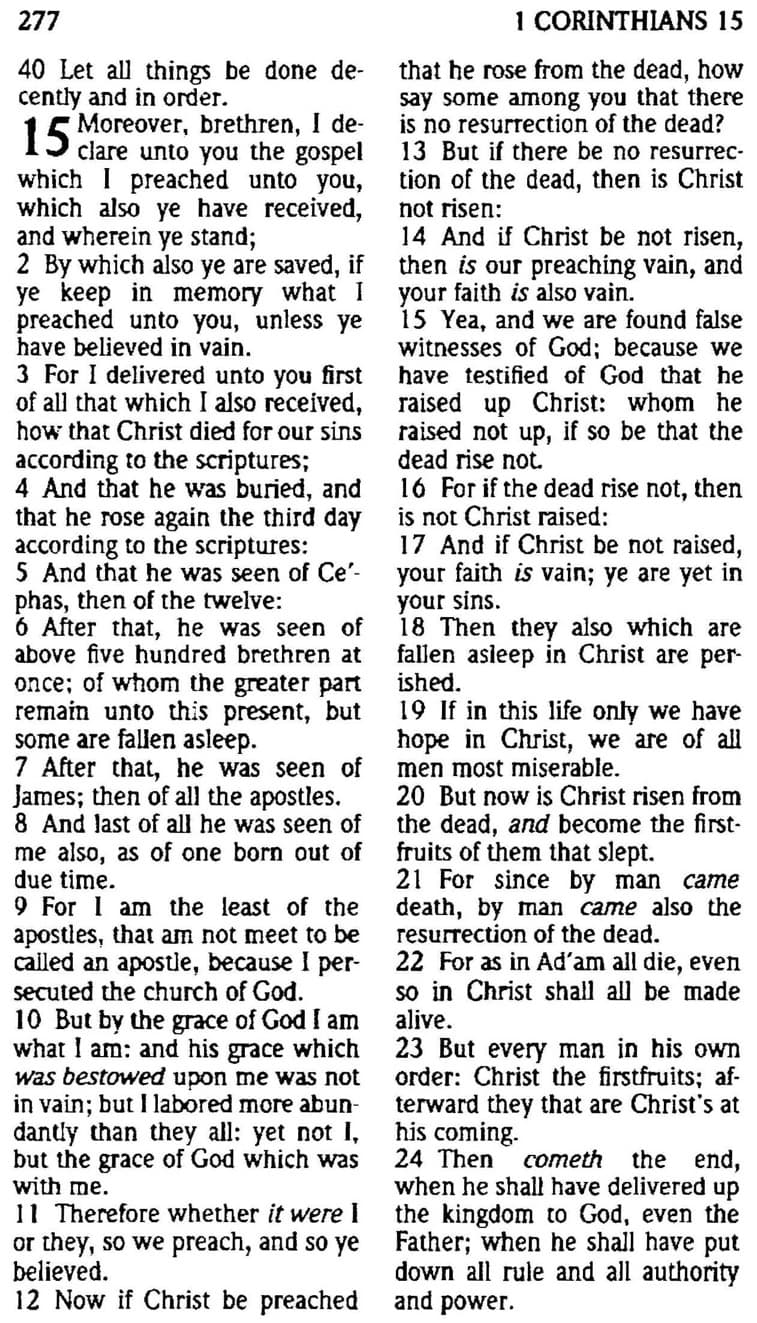 277
1 CORINTHIANS 15
40 Let all things be done de-
cently and in order.
15 Moreover, brethren, I de-
clare unto you the gospel
which I preached unto you,
which also ye have received,
and wherein ye stand;
2 By which also ye are saved, if
ye keep in memory what I
preached unto you, unless ye
have believed in vain.
3 For I delivered unto you first
of all that which I also received,
how that Christ died for our sins
according to the scriptures;
4 And that he was buried, and
that he rose again the third day
according to the scriptures:
5 And that he was seen of Ce′-
phas, then of the twelve:
6 After that, he was seen of
above five hundred brethren at
once; of whom the greater part
remain unto this present, but
some are fallen asleep.
7 After that, he was seen of
James; then of all the apostles.
8 And last of all he was seen of
me also, as of one born out of
due time.
9 For I am the least of the
apostles, that am not meet to be
called an apostle, because I per-
secuted the church of God.
10 But by the grace of God I am
what I am: and his grace which
was bestowed upon me was not
in vain; but I labored more abun-
dantly than they all: yet not I,
but the grace of God which was
with me.
11 Therefore whether it were I
or they, so we preach, and so ye
believed.
12 Now if Christ be preached
that he rose from the dead, how
say some among you that there
is no resurrection of the dead?
13 But if there be no resurrec-
tion of the dead, then is Christ
not risen:
14 And if Christ be not risen,
then is our preaching vain, and
your faith is also vain.
15 Yea, and we are found false
witnesses of God; because we
have testified of God that he
raised up Christ: whom he
raised not up, if so be that the
dead rise not.
16 For if the dead rise not, then
is not Christ raised:
17 And if Christ be not raised,
your faith is vain; ye are yet in
your sins.
18 Then they also which are
fallen asleep in Christ are per-
ished.
19 If in this life only we have
hope in Christ, we are of all
men most miserable.
20 But now is Christ risen from
the dead, and become the first-
fruits of them that slept.
21 For since by man came
death, by man came also the
resurrection of the dead.
22 For as in Ad′am all die, even
so in Christ shall all be made
alive.
23 But every man in his own
order: Christ the firstfruits; af-
terward they that are Christ's at
his coming.
24 Then cometh the end,
when he shall have delivered up
the kingdom to God, even the
Father; when he shall have put
down all rule and all authority
and power.